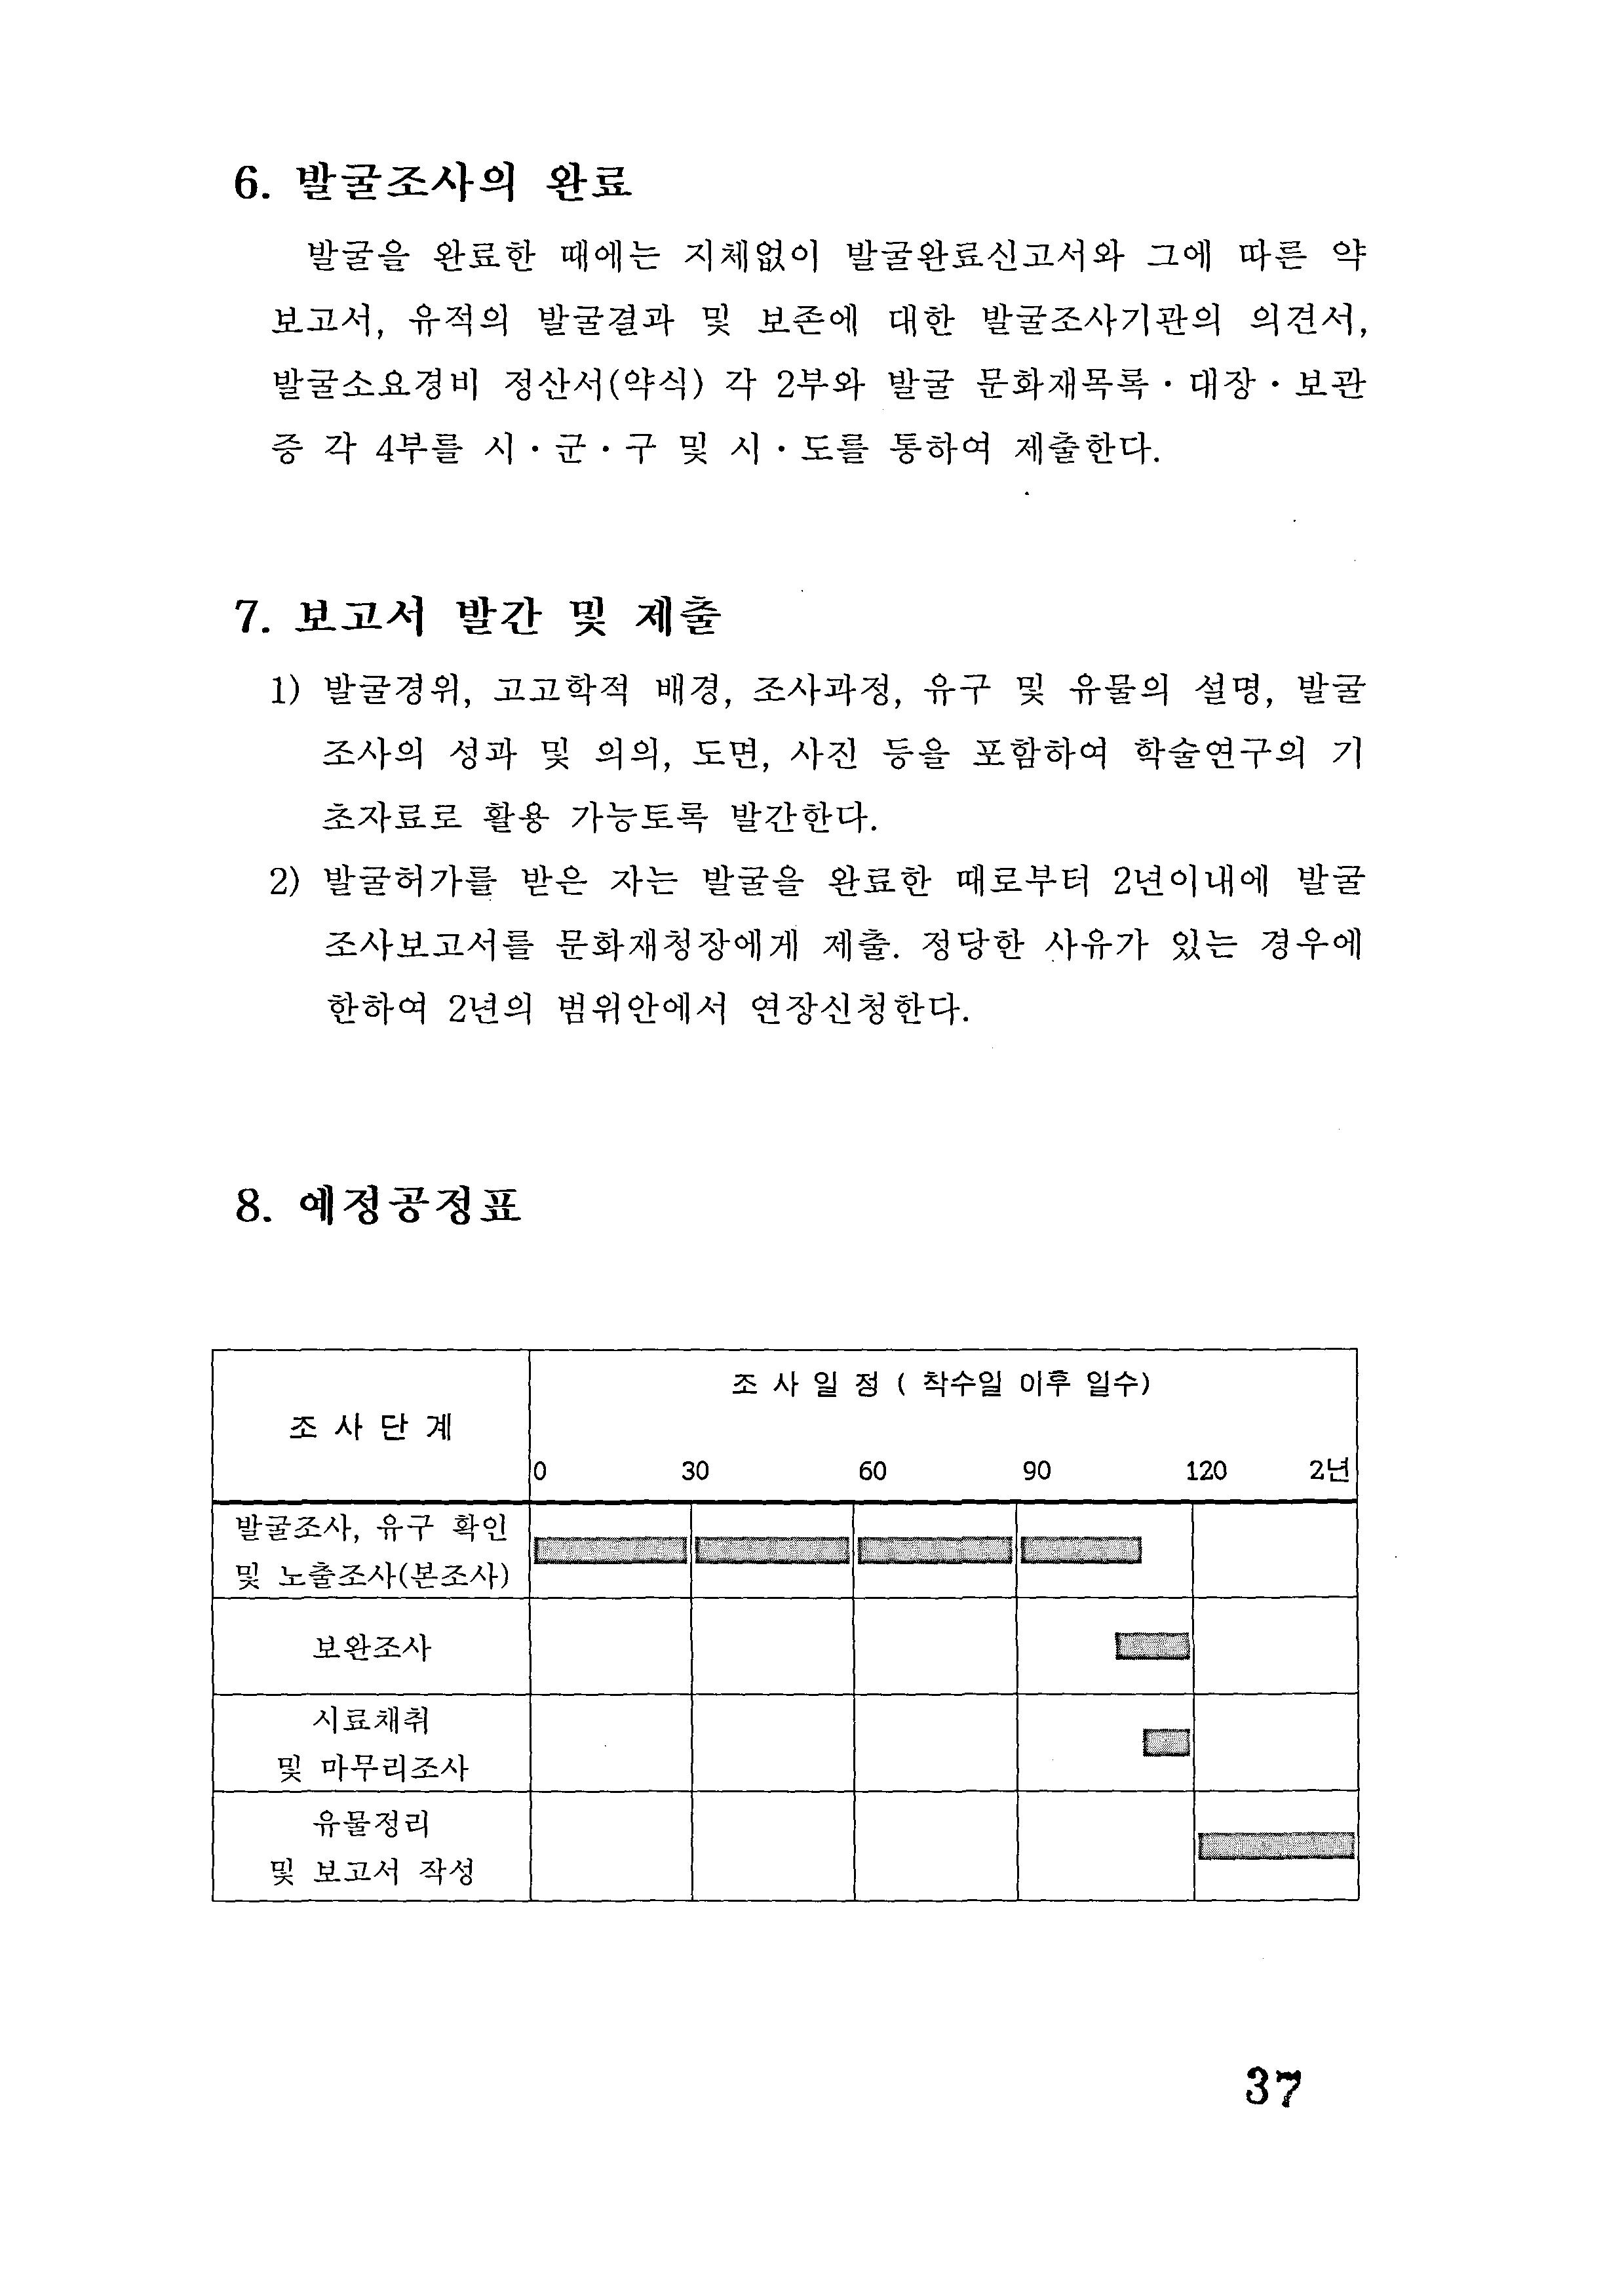 6. 발굴조사의 완료
발굴을 완료한 때에는 지체없이 발굴완료신고서와 그에 따른 약
보고서, 유적의 발굴결과 및 보존에 대한 발굴조사기관의 의견서,
발굴소요경비 정산서(약식) 각 2부와 발굴 문화재목록·대장·보관
증 각 4부를 시·군·구 및 시·도를 통하여 제출한다.
7. 보고서 발간 및 제출
1) 발굴경위, 고고학적 배경, 조사과정, 유구 및 유물의 설명, 발굴
조사의 성과 및 의의, 도면, 사진 등을 포함하여 학술연구의 기
초자료로 활용 가능토록 발간한다.
2) 발굴허가를 받은 자는 발굴을 완료한 때로부터 2년이내에 발굴
조사보고서를 문화재청장에게 제출. 정당한 사유가 있는 경우에
한하여 2년의 범위안에서 연장신청한다.
8. 예정공정표
조 사 단 계
조 사 일 정 ( 착수일 이후 일수)
0 30 60 90 120 2년
발굴조사, 유구 확인
및 노출조사(본조사)
보완조사
시료채취
및 마무리조사
유물정리
및 보고서 작성
37